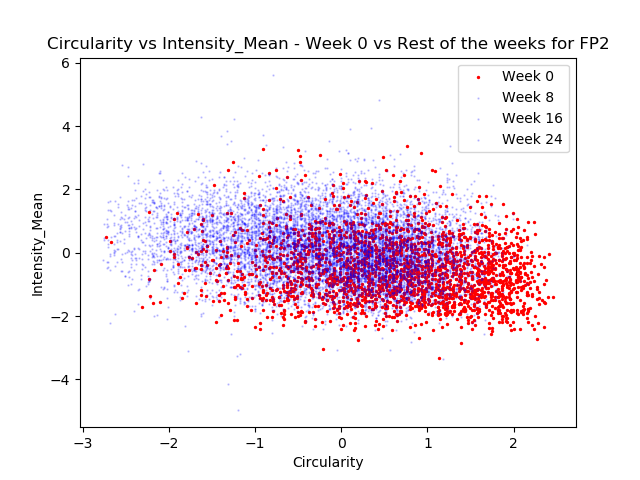 Circularity vs Intensity_Mean - Week 0 vs Rest of the weeks for FP2
Week 0
Week 8
Week 16
Week 24
6
4
2
0
−2
−4
Intensity_Mean
−3
−2
−1
0
1
2
Circularity